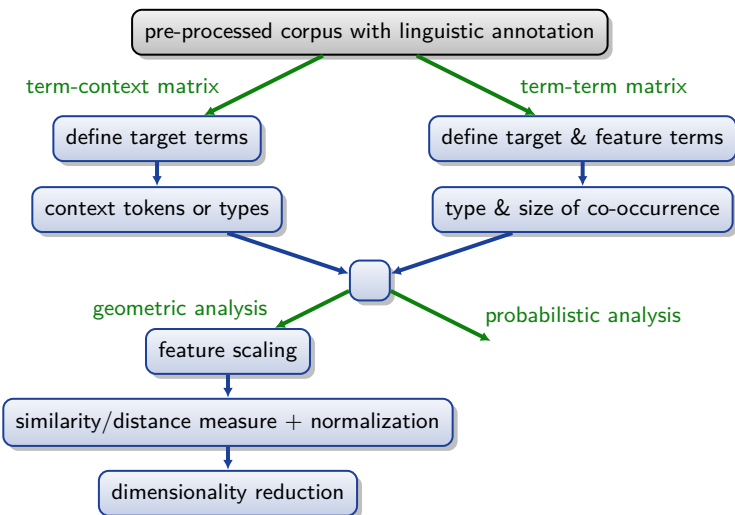 pre-processed corpus with linguistic annotation
term-context matrix
term-term matrix
define target terms
define target & feature terms
context tokens or types
type & size of co-occurrence
geometric analysis
probabilistic analysis
feature scaling
similarity/distance measure + normalization
dimensionality reduction